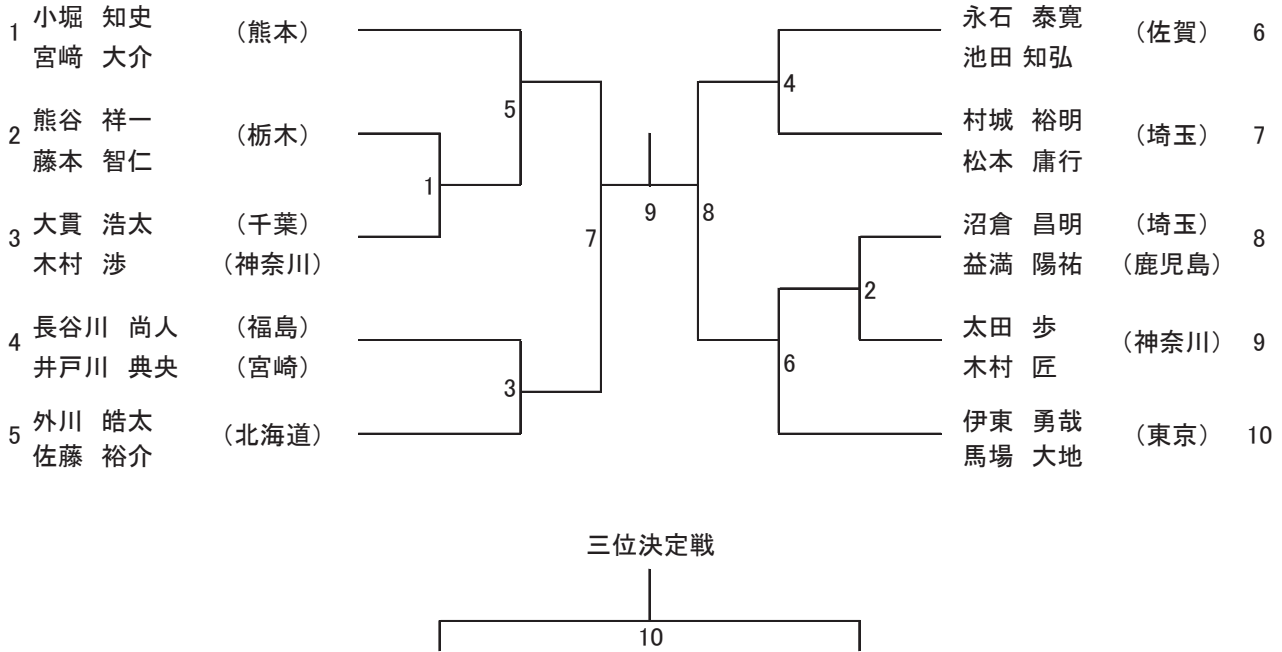 1 小堀 知史 (熊本)
宮﨑 大介
2 熊谷 祥一 (栃木)
藤本 智仁
3 大貫 浩太 (千葉)
木村 渉 (神奈川)
4 長谷川 尚人 (福島)
井戸川 典央 (宮崎)
5 外川 皓太 (北海道)
佐藤 裕介
5
1
7
3
9
4
8
2
6
永石 泰寛 (佐賀) 6
池田 知弘
村城 裕明 (埼玉) 7
松本 庸行
沼倉 昌明 (埼玉) 8
益満 陽祐 (鹿児島)
太田 歩 (神奈川) 9
木村 匠
伊東 勇哉 (東京) 10
馬場 大地
三位決定戦
10